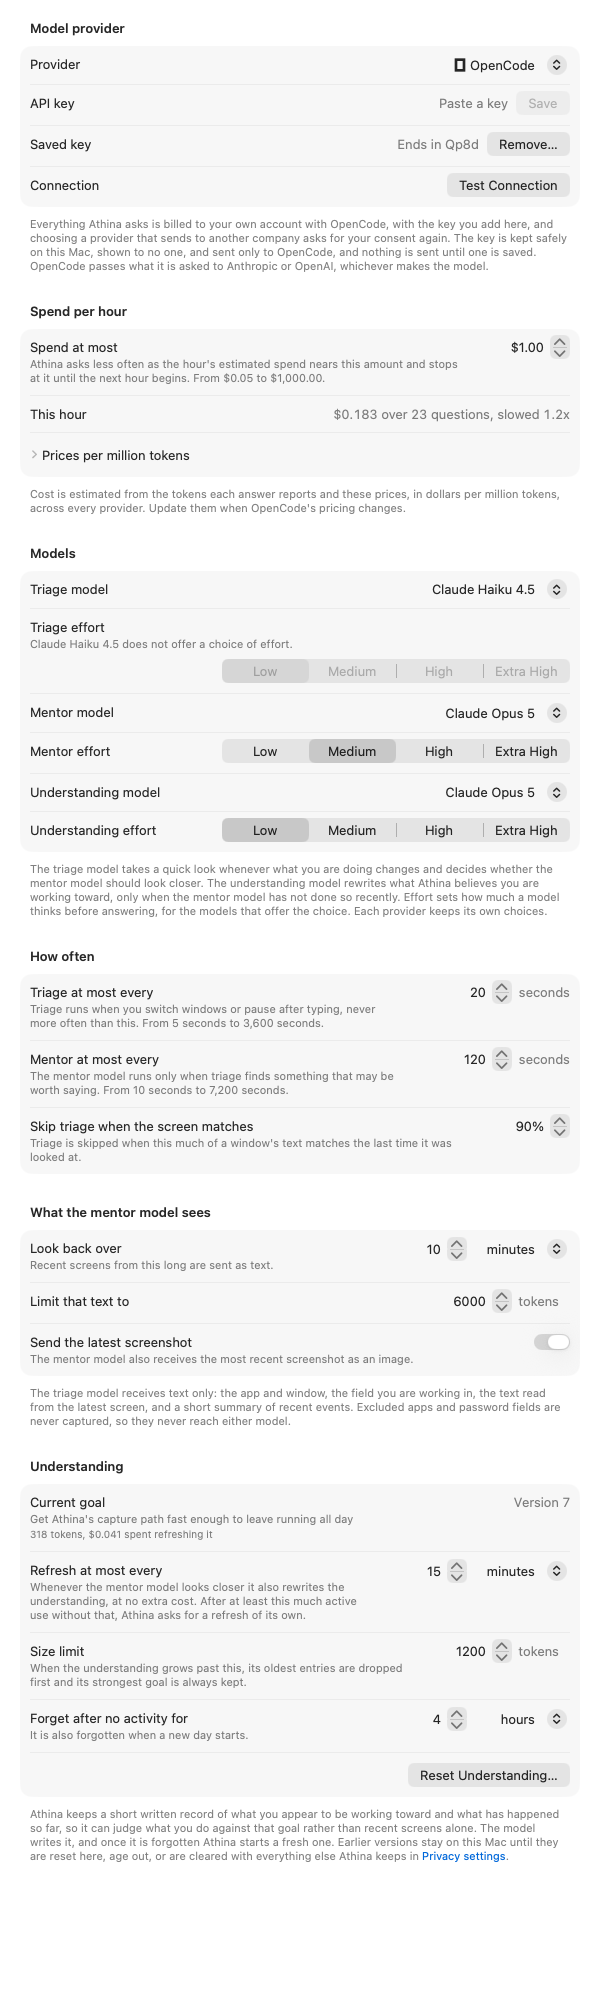 Model provider
Provider
OpenCode
API key
Paste a key
Save
Saved key
Ends in Qp8d
Remove...
Connection
Test Connection
Everything Athina asks is billed to your own account with OpenCode, with the key you add here, and
choosing a provider that sends to another company asks for your consent again. The key is kept safely
on this Mac, shown to no one, and sent only to OpenCode, and nothing is sent until one is saved.
OpenCode passes what it is asked to Anthropic or OpenAI, whichever makes the model.
Spend per hour
Spend at most
$1.00
Athina asks less often as the hour's estimated spend nears this amount and stops
at it until the next hour begins. From $0.05 to $1,000.00.
This hour
$0.183 over 23 questions, slowed 1.2x
Prices per million tokens
Cost is estimated from the tokens each answer reports and these prices, in dollars per million tokens,
across every provider. Update them when OpenCode's pricing changes.
Models
Triage model
Claude Haiku 4.5
Triage effort
Claude Haiku 4.5 does not offer a choice of effort.
Low Medium High Extra High
Mentor model
Claude Opus 5
Mentor effort
Low Medium High Extra High
Understanding model
Claude Opus 5
Understanding effort
Low Medium High Extra High
The triage model takes a quick look whenever what you are doing changes and decides whether the
mentor model should look closer. The understanding model rewrites what Athina believes you are
working toward, only when the mentor model has not done so recently. Effort sets how much a model
thinks before answering, for the models that offer the choice. Each provider keeps its own choices.
How often
Triage at most every
20 seconds
Triage runs when you switch windows or pause after typing, never
more often than this. From 5 seconds to 3,600 seconds.
Mentor at most every
120 seconds
The mentor model runs only when triage finds something that may be
worth saying. From 10 seconds to 7,200 seconds.
Skip triage when the screen matches
90%
Triage is skipped when this much of a window's text matches the last time it was
looked at.
What the mentor model sees
Look back over
10 minutes
Recent screens from this long are sent as text.
Limit that text to
6000 tokens
Send the latest screenshot
The mentor model also receives the most recent screenshot as an image.
The triage model receives text only: the app and window, the field you are working in, the text read
from the latest screen, and a short summary of recent events. Excluded apps and password fields are
never captured, so they never reach either model.
Understanding
Current goal
Version 7
Get Athina's capture path fast enough to leave running all day
318 tokens, $0.041 spent refreshing it
Refresh at most every
15 minutes
Whenever the mentor model looks closer it also rewrites the
understanding, at no extra cost. After at least this much active
use without that, Athina asks for a refresh of its own.
Size limit
1200 tokens
When the understanding grows past this, its oldest entries are dropped
first and its strongest goal is always kept.
Forget after no activity for
4 hours
It is also forgotten when a new day starts.
Reset Understanding...
Athina keeps a short written record of what you appear to be working toward and what has happened
so far, so it can judge what you do against that goal rather than recent screens alone. The model
writes it, and once it is forgotten Athina starts a fresh one. Earlier versions stay on this Mac until they
are reset here, age out, or are cleared with everything else Athina keeps in Privacy settings.